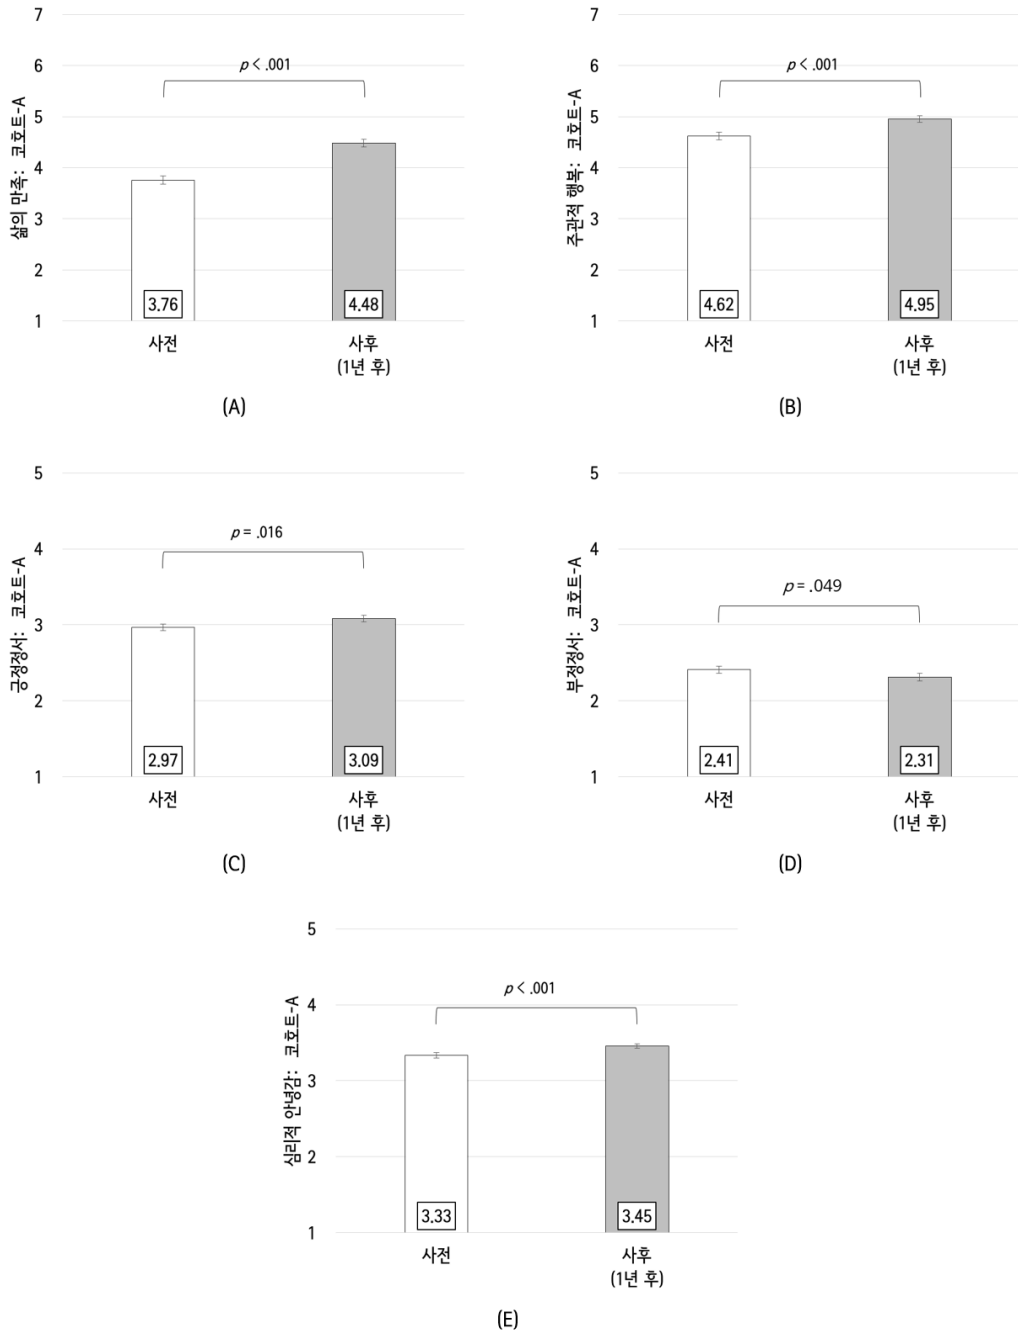 7
6
5
4
3
2
1
삶의 만족: 코호트-A
p < .001
3.76
4.48
사전
사후
(1년 후)
(A)
7
6
5
4
3
2
1
주관적 행복: 코호트-A
p < .001
4.62
4.95
사전
사후
(1년 후)
(B)
5
4
3
2
1
긍정정서: 코호트-A
p = .016
2.97
3.09
사전
사후
(1년 후)
(C)
5
4
3
2
1
부정정서: 코호트-A
p = .049
2.41
2.31
사전
사후
(1년 후)
(D)
5
4
3
2
1
심리적 안녕감: 코호트-A
p < .001
3.33
3.45
사전
사후
(1년 후)
(E)